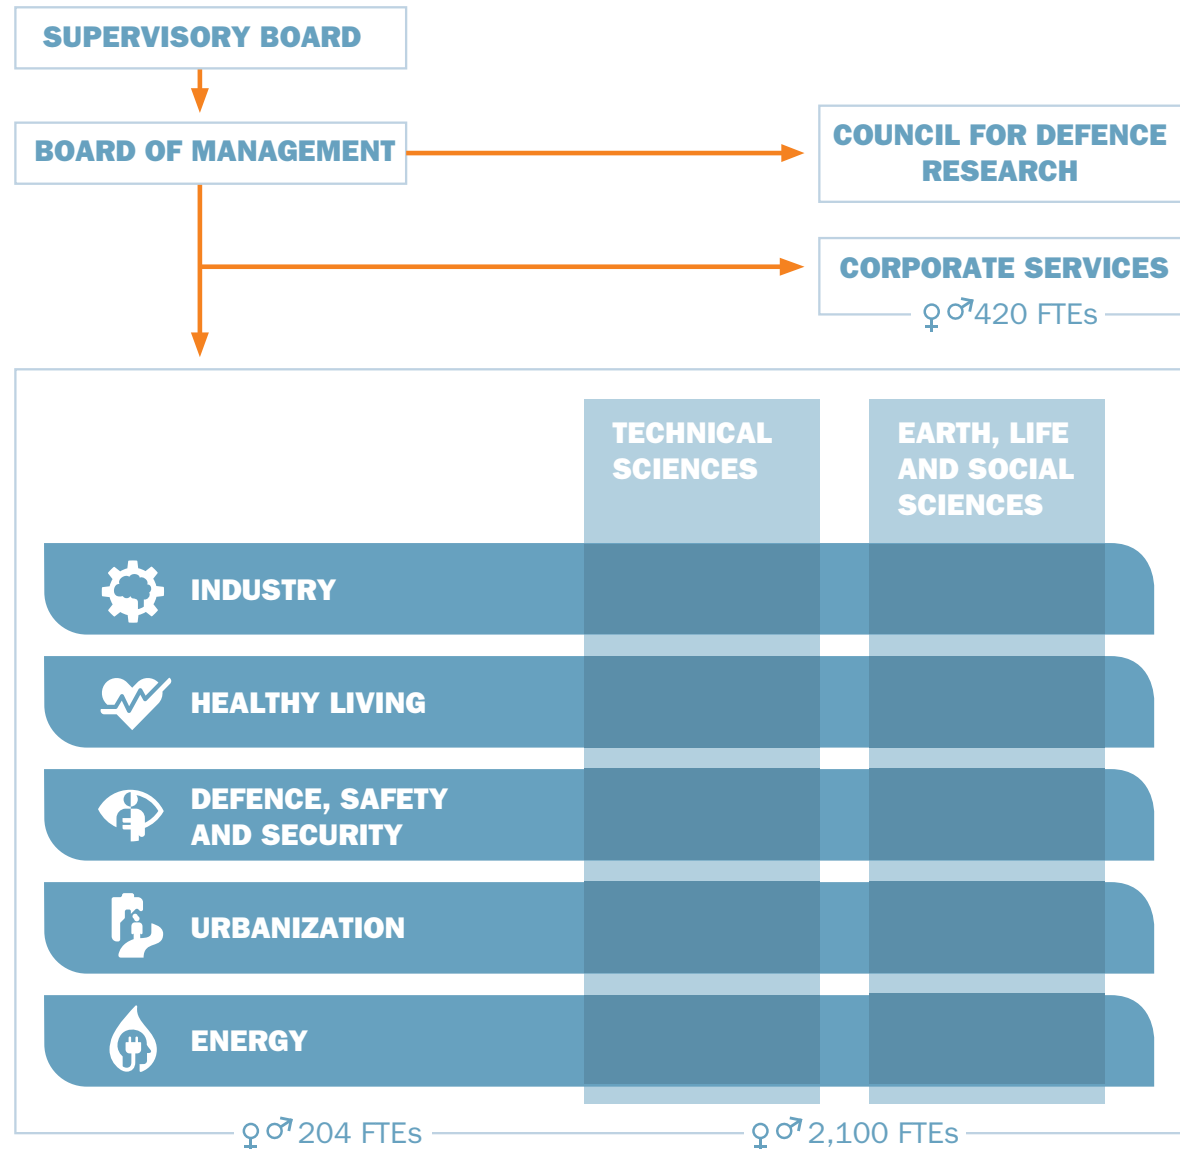 SUPERVISORY BOARD
BOARD OF MANAGEMENT
COUNCIL FOR DEFENCE
RESEARCH
CORPORATE SERVICES
420 FTEs
TECHNICAL
SCIENCES
EARTH, LIFE
AND SOCIAL
SCIENCES
INDUSTRY
HEALTHY LIVING
DEFENCE, SAFETY
AND SECURITY
URBANIZATION
ENERGY
204 FTEs
2,100 FTEs